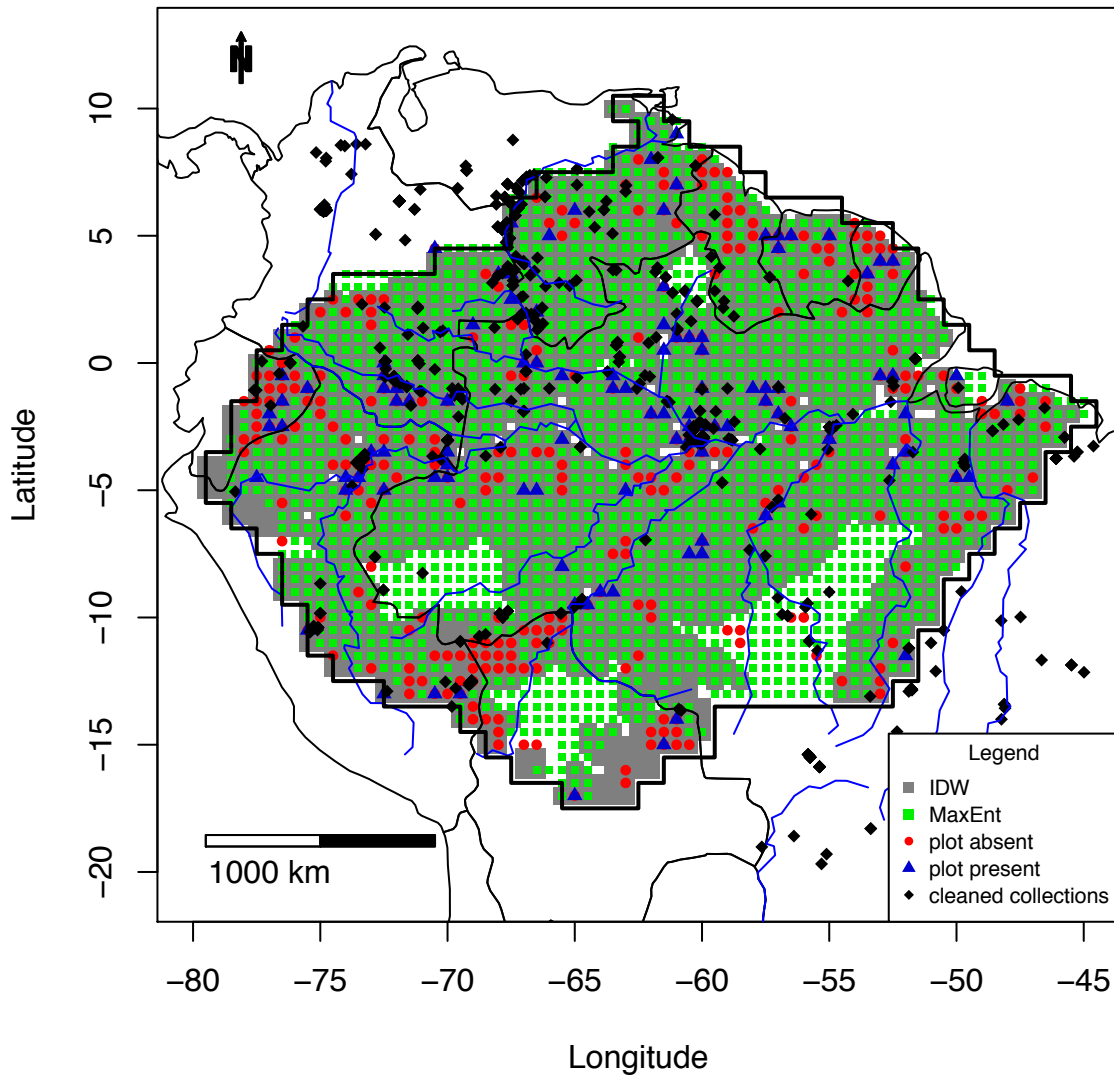 N
10
5
0
−5
−10
−15
−20
Latitude
1000 km
Legend
IDW
MaxEnt
plot absent
plot present
cleaned collections
−80 −75 −70 −65 −60 −55 −50 −45
Longitude